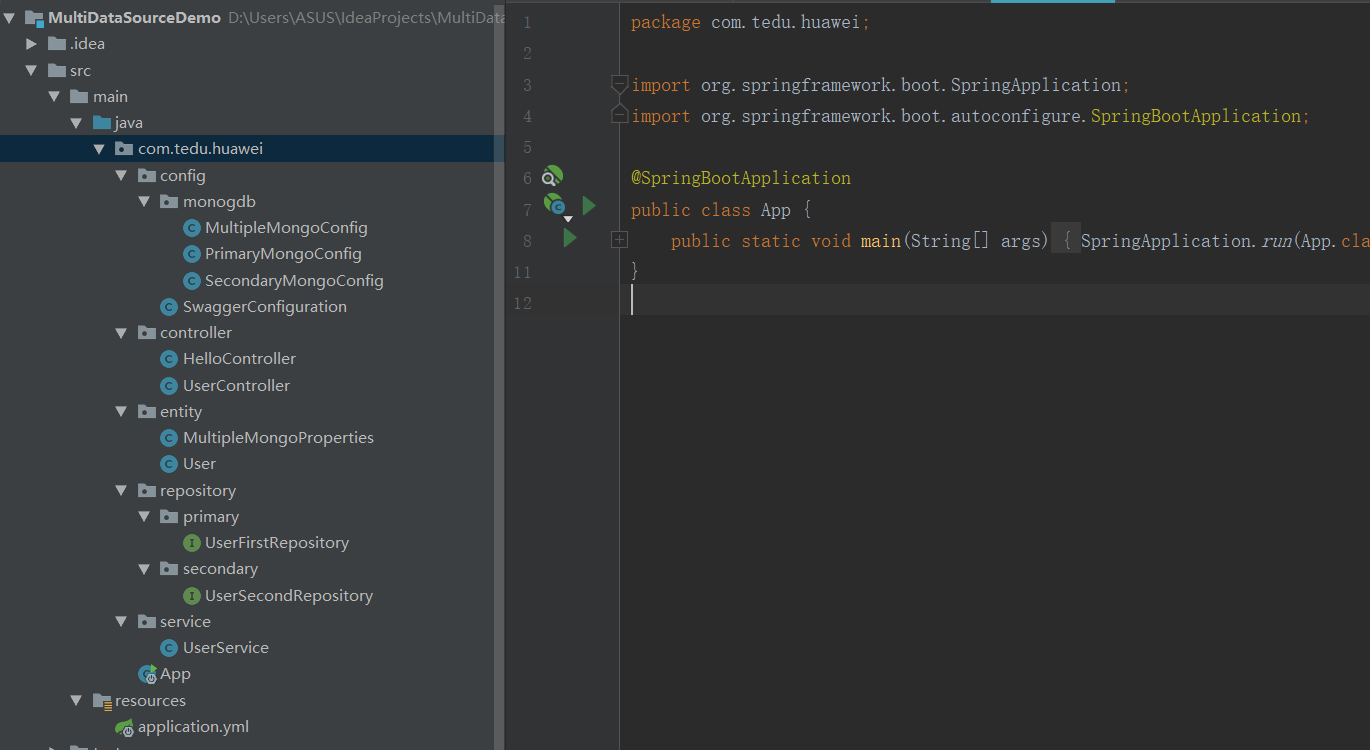 MultiDataSourceDemo D:\Users\ASUS\IdeaProjects\MultiData
.idea
src
main
java
com.tedu.huawei
config
monogdb
MultipleMongoConfig
PrimaryMongoConfig
SecondaryMongoConfig
SwaggerConfiguration
controller
HelloController
UserController
entity
MultipleMongoProperties
User
repository
primary
UserFirstRepository
secondary
UserSecondRepository
service
UserService
App
resources
application.yml
1 package com.tedu.huawei;
2
3 import org.springframework.boot.SpringApplication;
4 import org.springframework.boot.autoconfigure.SpringBootApplication;
5
6 @SpringBootApplication
7 public class App {
8 public static void main(String[] args) { SpringApplication.run(App.cla
11 }
12